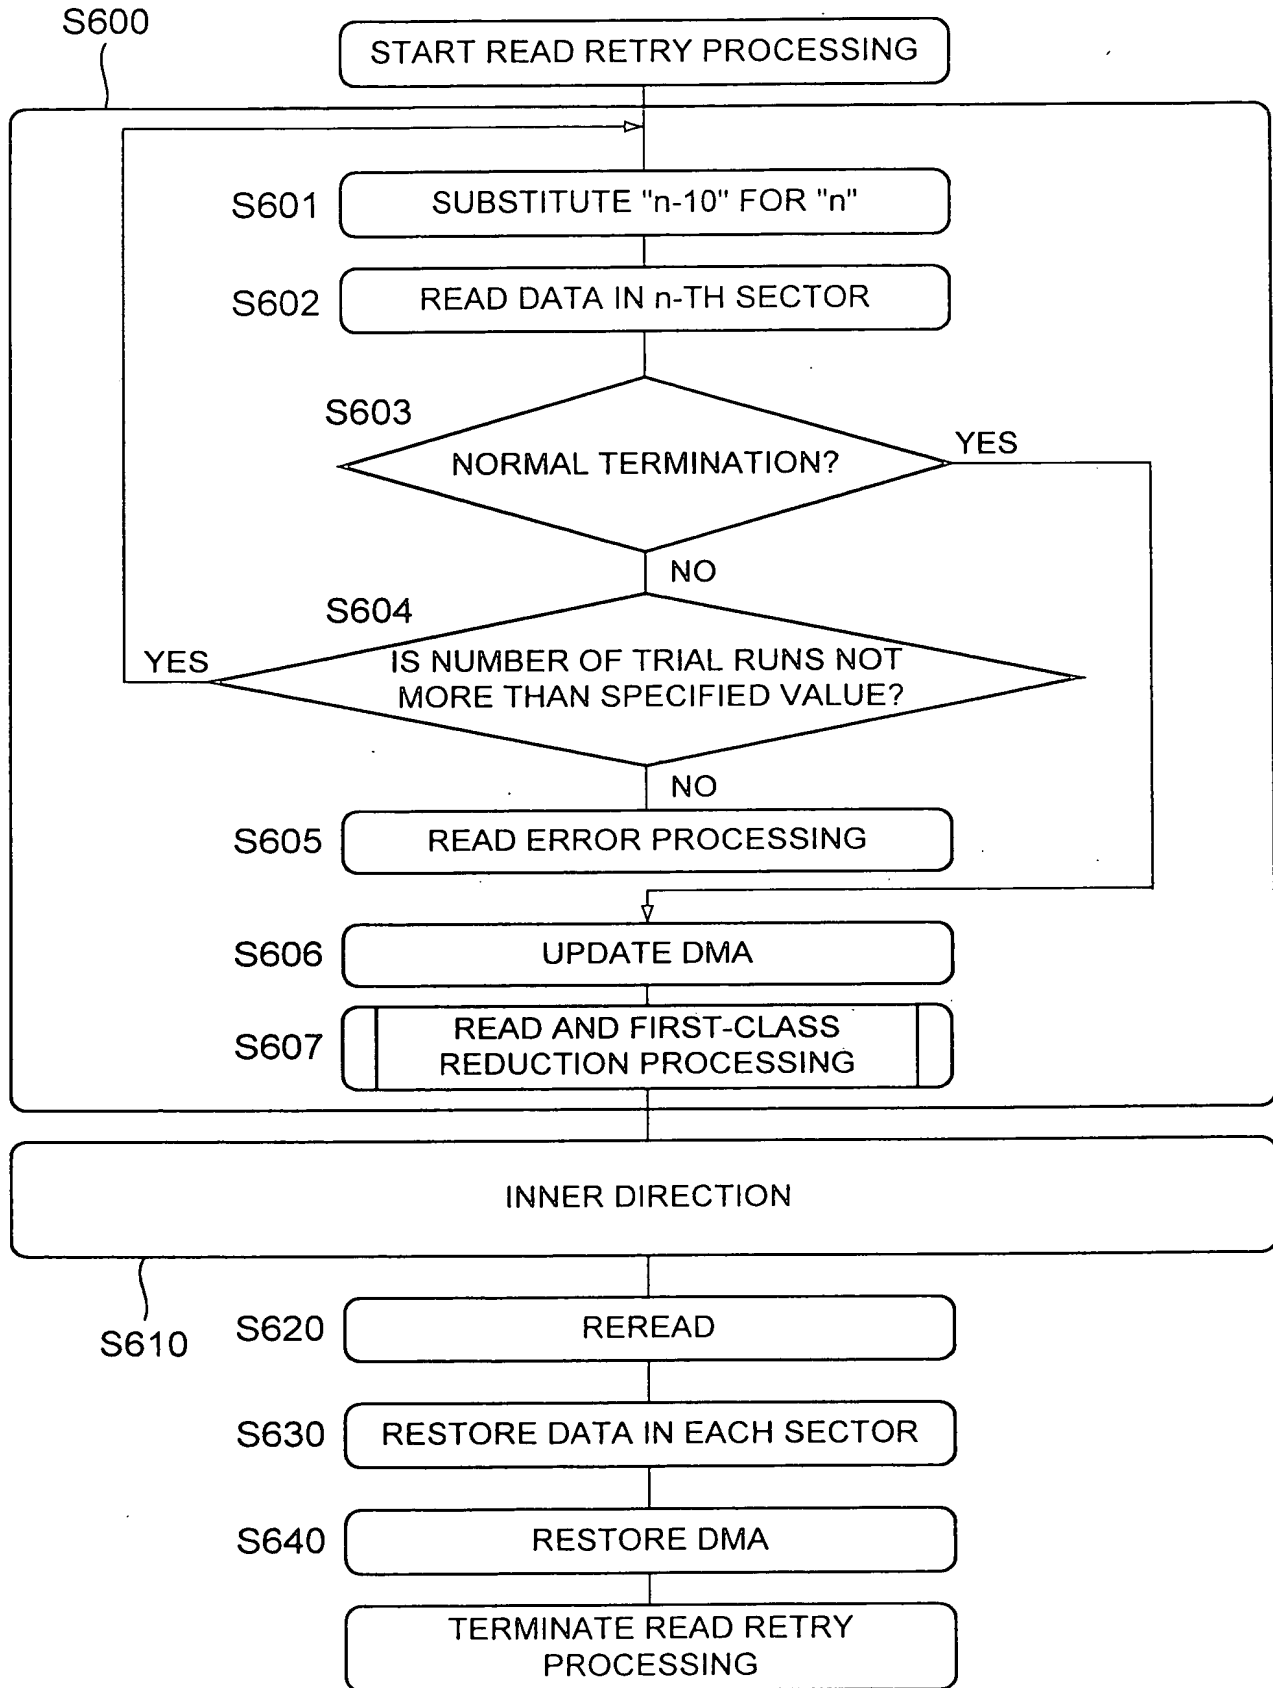 S600
START READ RETRY PROCESSING
S601
SUBSTITUTE "n-10" FOR "n"
S602
READ DATA IN n-TH SECTOR
S603
NORMAL TERMINATION?
YES
NO
S604
YES
IS NUMBER OF TRIAL RUNS NOT
MORE THAN SPECIFIED VALUE?
NO
S605
READ ERROR PROCESSING
S606
UPDATE DMA
S607
READ AND FIRST-CLASS
REDUCTION PROCESSING
INNER DIRECTION
S610
S620
REREAD
S630
RESTORE DATA IN EACH SECTOR
S640
RESTORE DMA
TERMINATE READ RETRY
PROCESSING